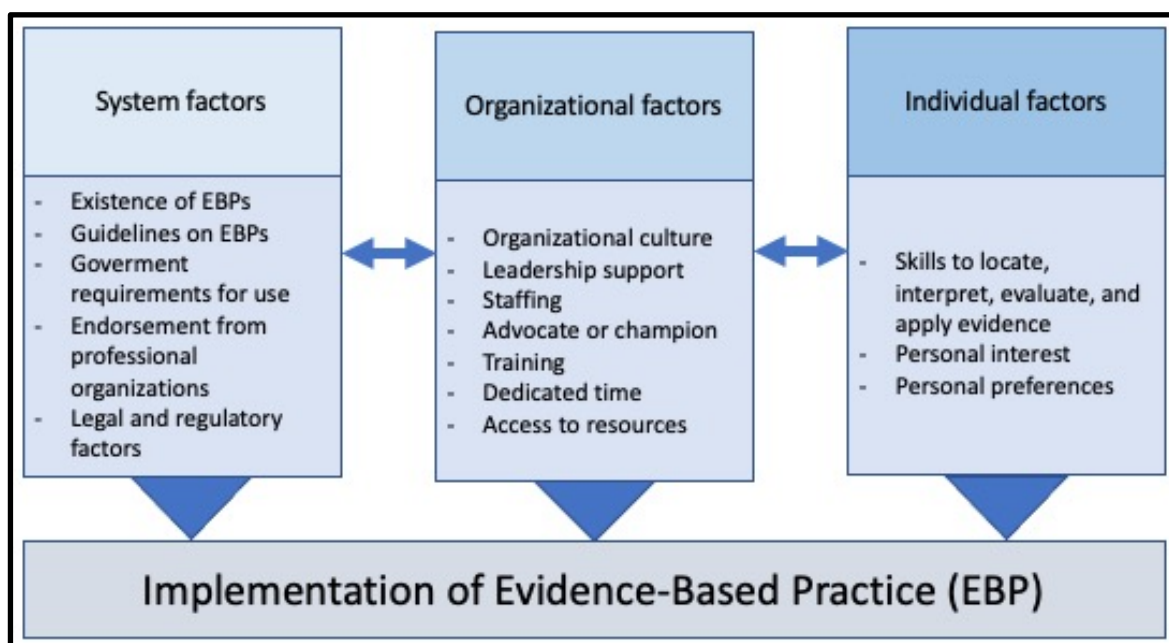 System factors
- Existence of EBPs
- Guidelines on EBPs
- Goverment
requirements for use
- Endorsement from
professional
organizations
- Legal and regulatory
factors
Organizational factors
- Organizational culture
- Leadership support
- Staffing
- Advocate or champion
- Training
- Dedicated time
- Access to resources
Individual factors
- Skills to locate,
interpret, evaluate, and
apply evidence
- Personal interest
- Personal preferences
Implementation of Evidence-Based Practice (EBP)